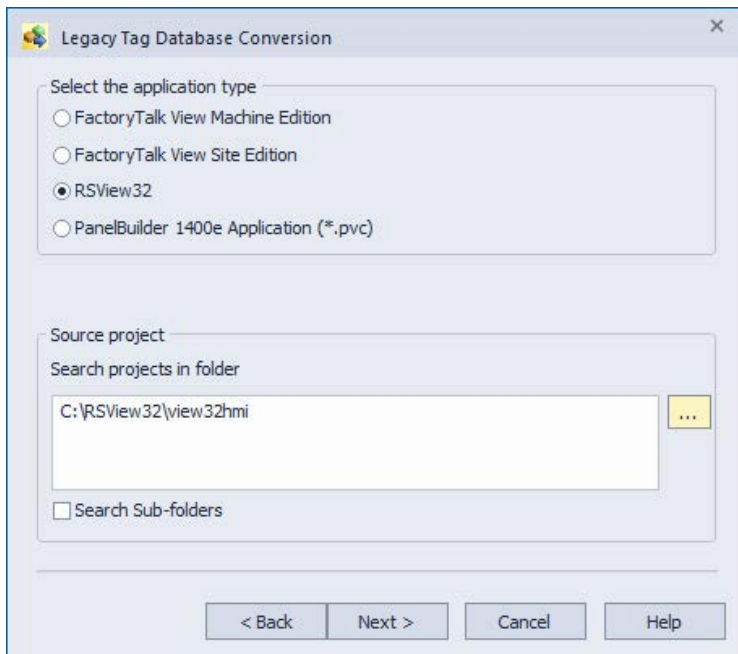 Legacy Tag Database Conversion
Select the application type
FactoryTalk View Machine Edition
FactoryTalk View Site Edition
RSView32
PanelBuilder 1400e Application (*.pvc)
Source project
Search projects in folder
C:\RSView32\view32hmi
...
Search Sub-folders
< Back Next > Cancel Help